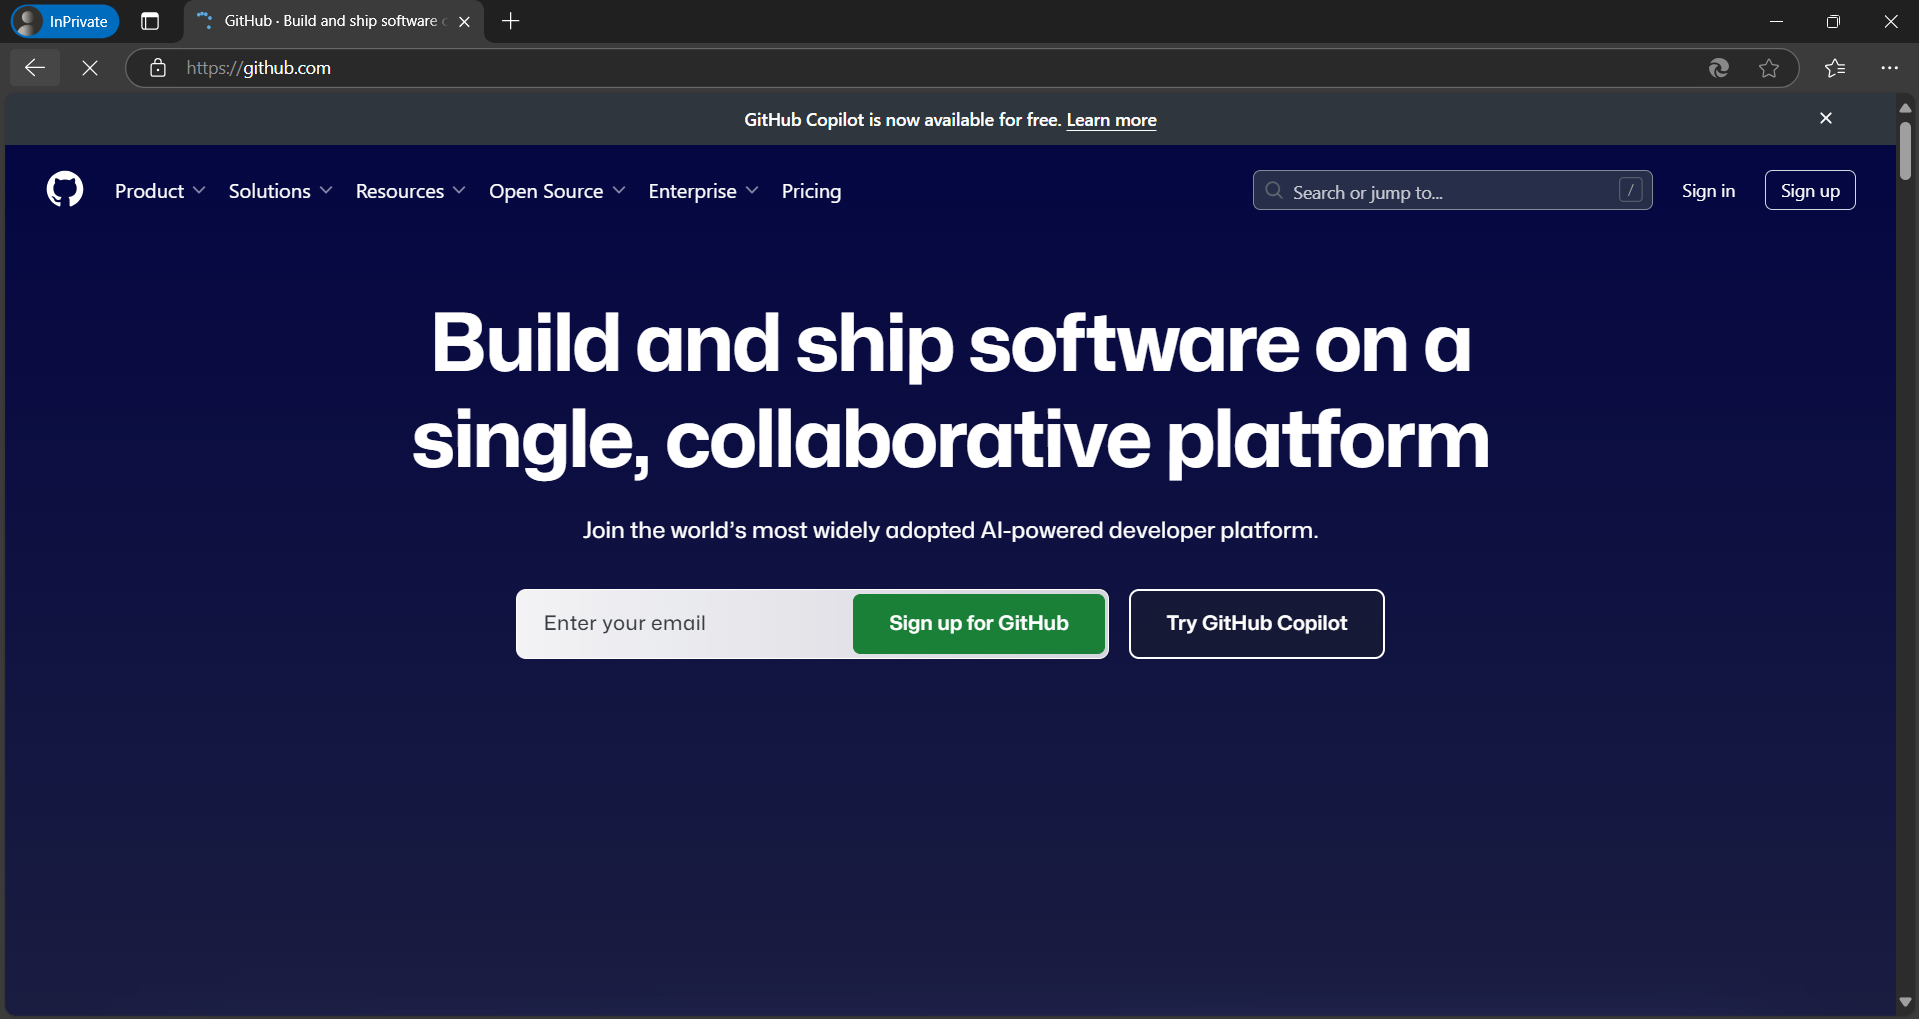 InPrivate
GitHub · Build and ship software
https://github.com
GitHub Copilot is now available for free. Learn more
Product Solutions Resources Open Source Enterprise Pricing Search or jump to... / Sign in Sign up
Build and ship software on a
single, collaborative platform
Join the world’s most widely adopted AI-powered developer platform.
Enter your email Sign up for GitHub Try GitHub Copilot